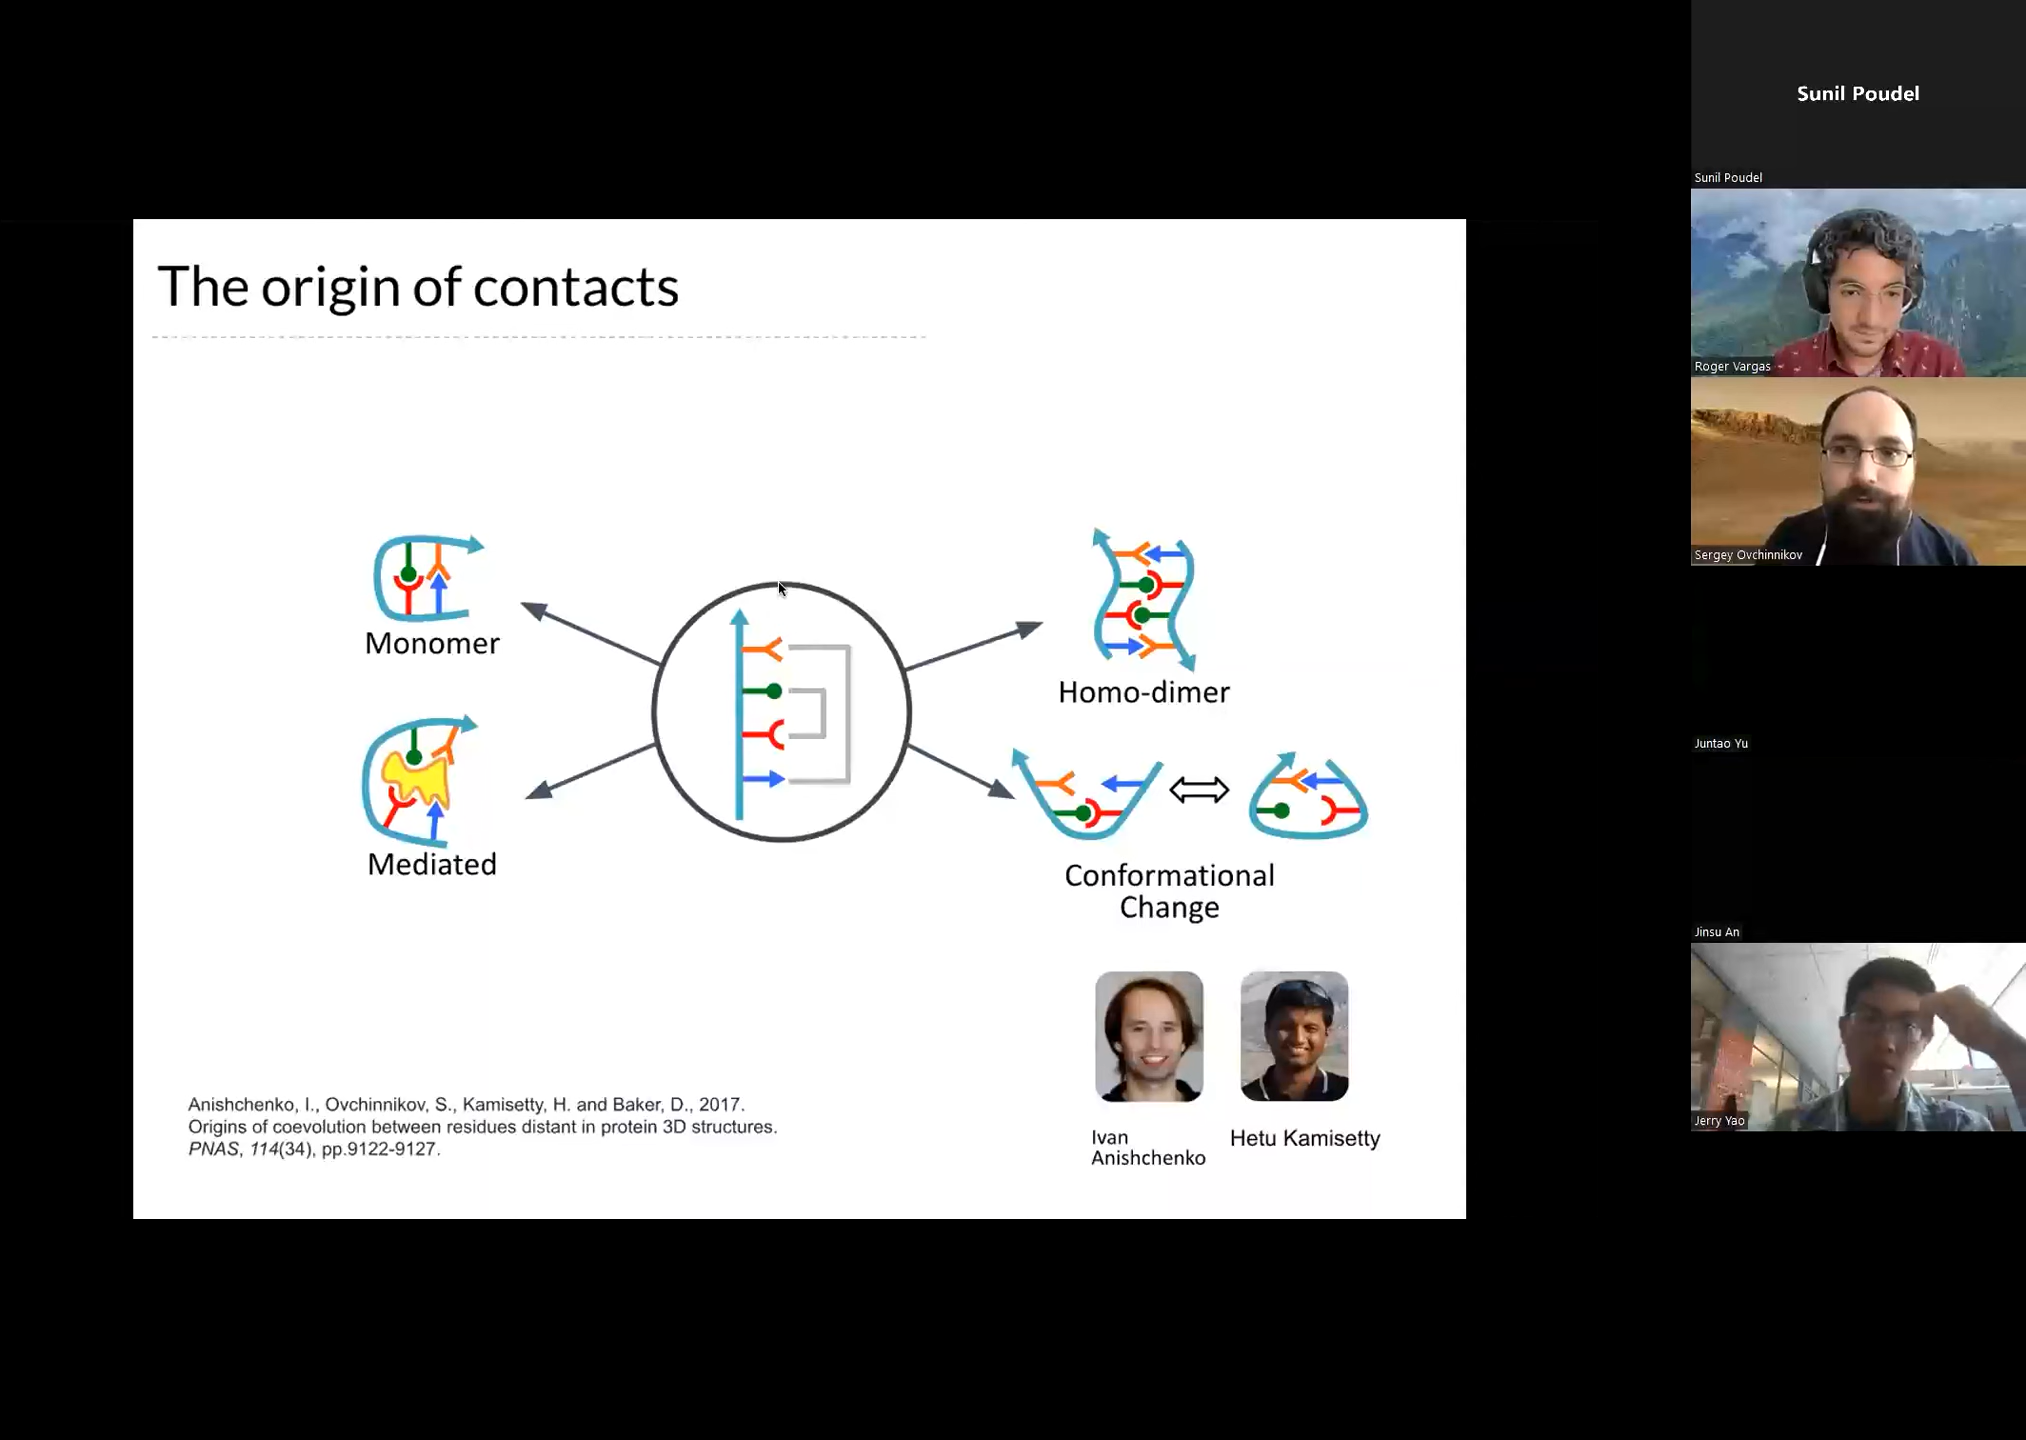 The origin of contacts
Monomer
Mediated
Homo-dimer
Conformational
Change
Anishchenko, I., Ovchinnikov, S., Kamisetty, H. and Baker, D., 2017.
Origins of coevolution between residues distant in protein 3D structures.
PNAS, 114(34), pp.9122-9127.
Ivan
Anishchenko
Hetu Kamisetty
Sunil Poudel
Sunil Poudel
Roger Vargas
Sergey Ovchinnikov
Juntao Yu
Jinsu An
Jerry Yao